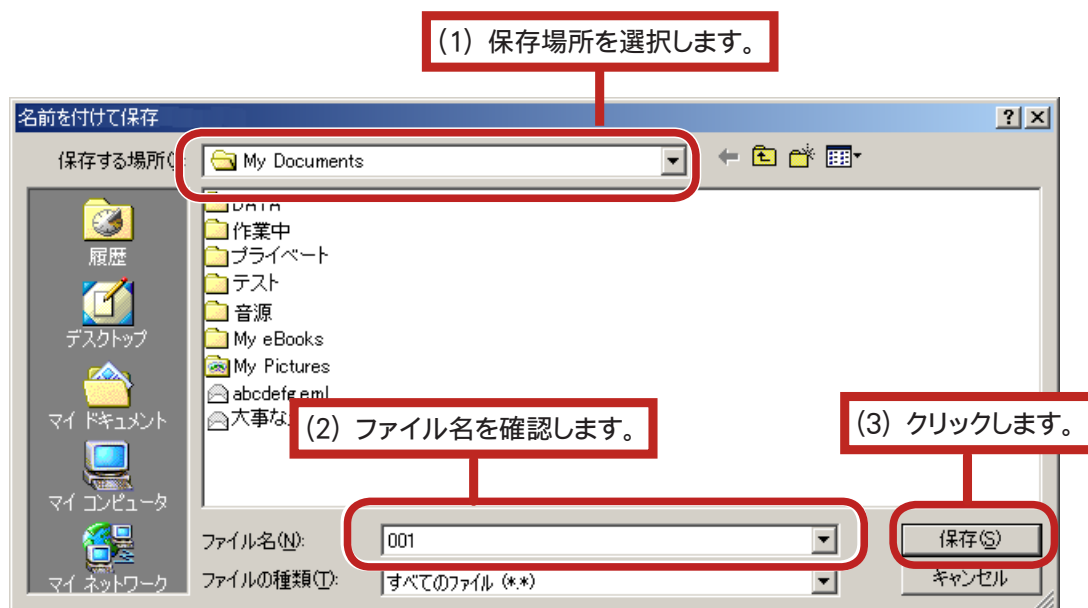 (1) 保存場所を選択します。
名前を付けて保存
保存する場所(
My Documents
DATA
作業中
プライベート
テスト
音源
My eBooks
My Pictures
abcdefg.eml
大事な
履歴
デスクトップ
マイ ドキュメント
マイ コンピュータ
マイ ネットワーク
(2) ファイル名を確認します。
(3) クリックします。
ファイル名(N):
001
保存(S)
ファイルの種類(T):
すべてのファイル (*.*)
キャンセル